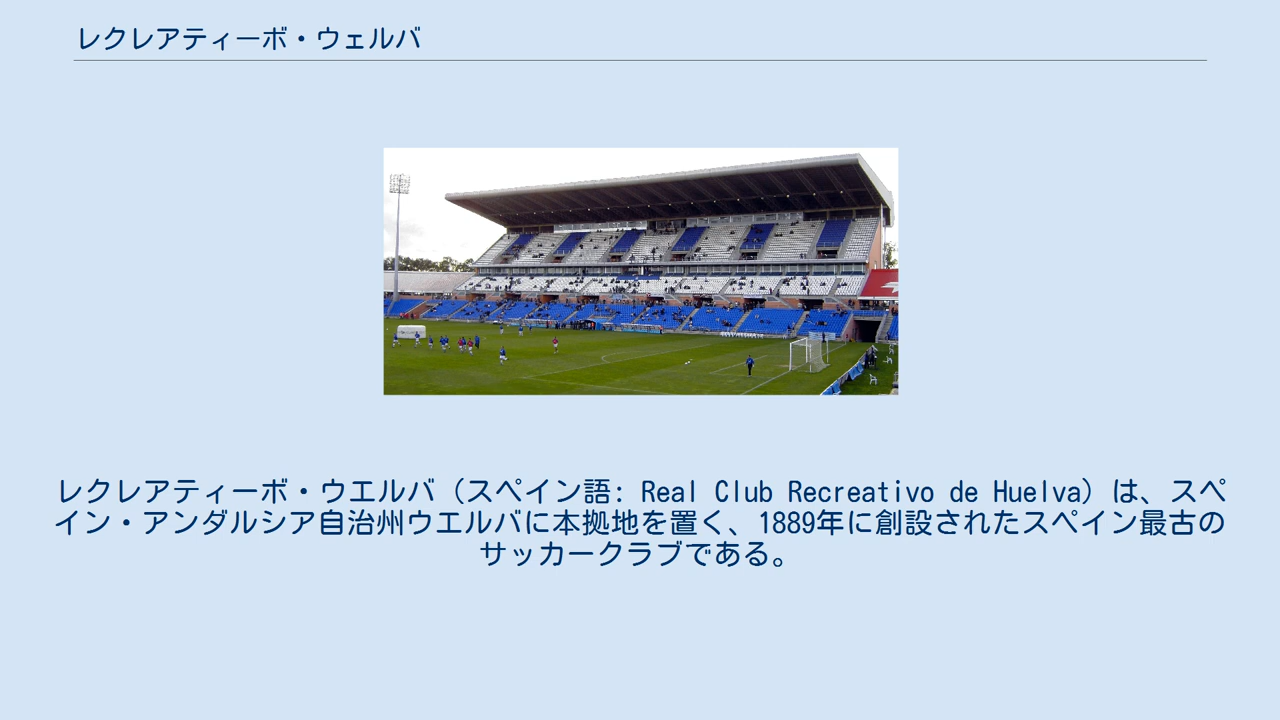 レクレアティーボ・ウェルバ
レクレアティーボ・ウエルバ（スペイン語: Real Club Recreativo de Huelva）は、スペ
イン・アンダルシア自治州ウエルバに本拠地を置く、1889年に創設されたスペイン最古の
サッカークラブである。